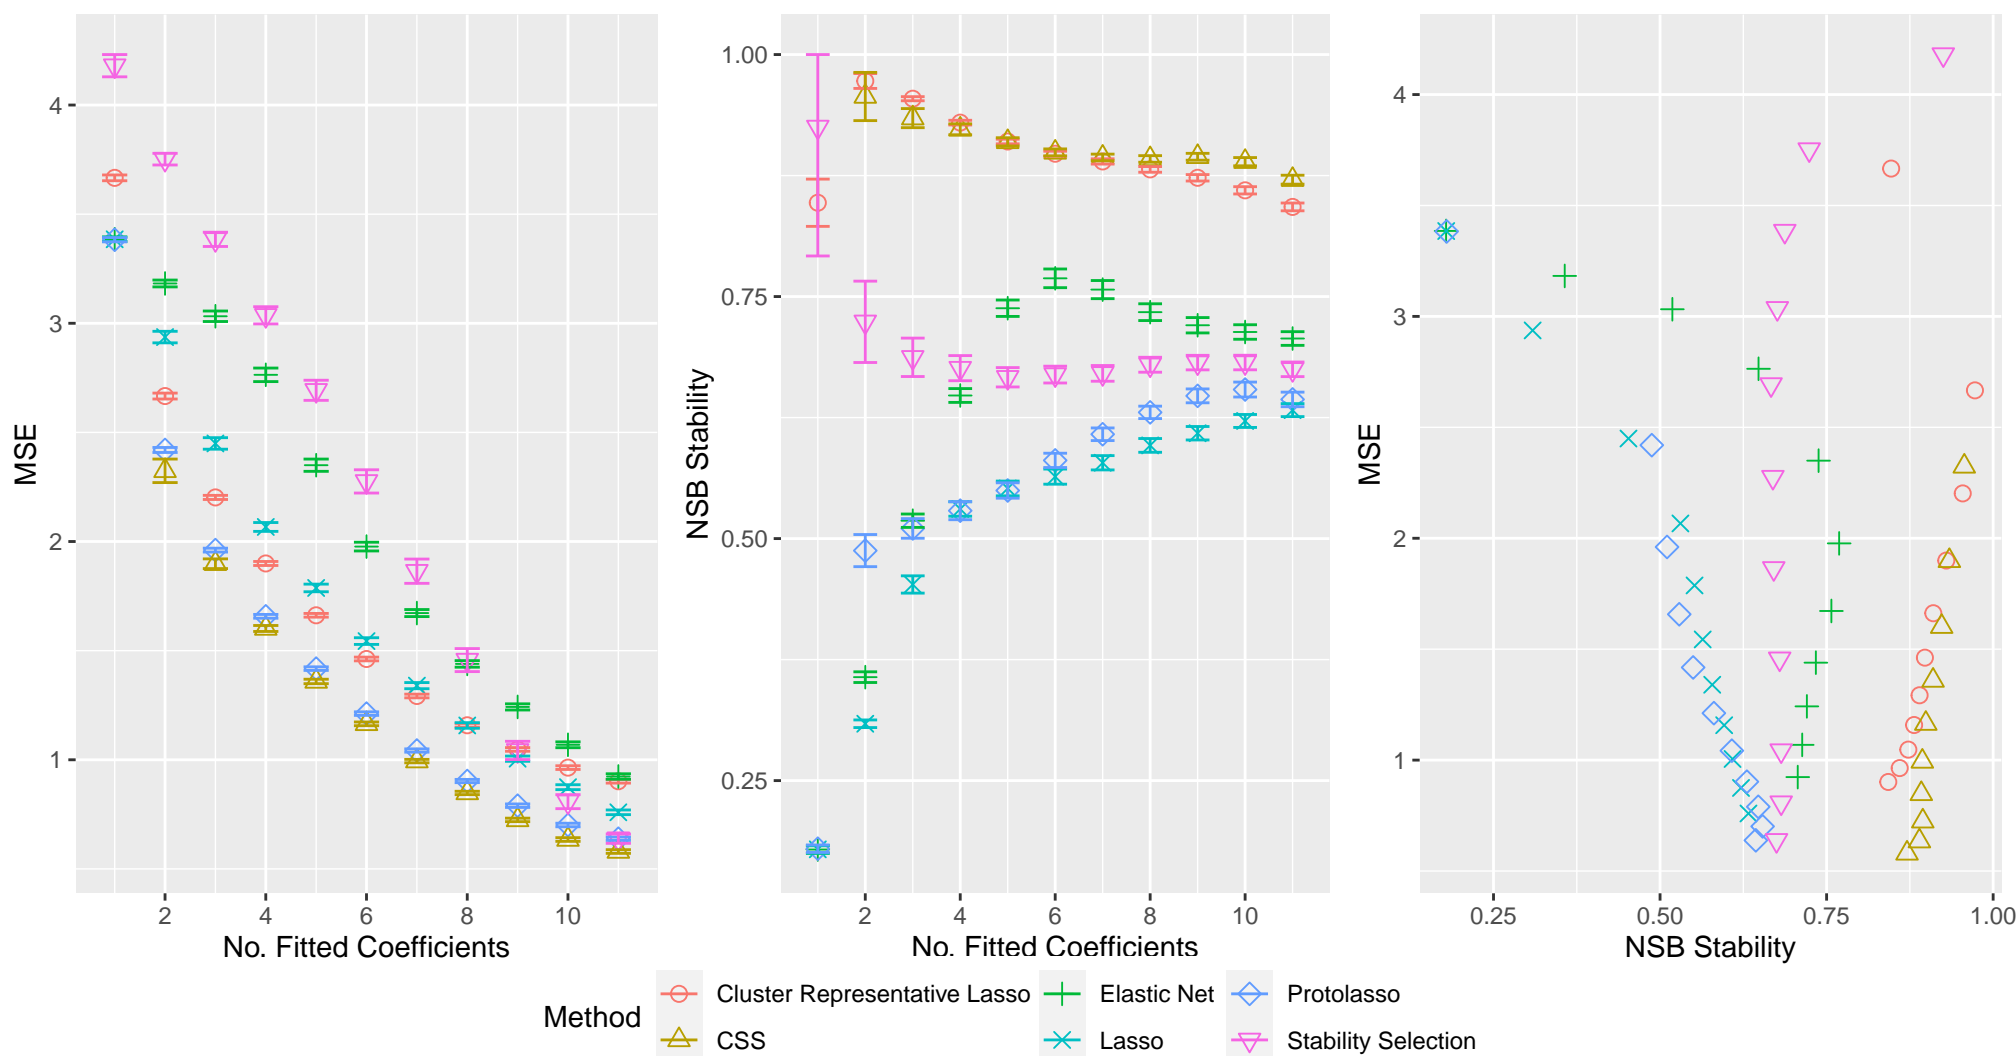 MSE
4
3
2
1
2 4 6 8 10
No. Fitted Coefficients
NSB Stability
1.00
0.75
0.50
0.25
2 4 6 8 10
No. Fitted Coefficients
MSE
4
3
2
1
0.25 0.50 0.75 1.00
NSB Stability
Method
Cluster Representative Lasso
Elastic Net
Protolasso
CSS
Lasso
Stability Selection